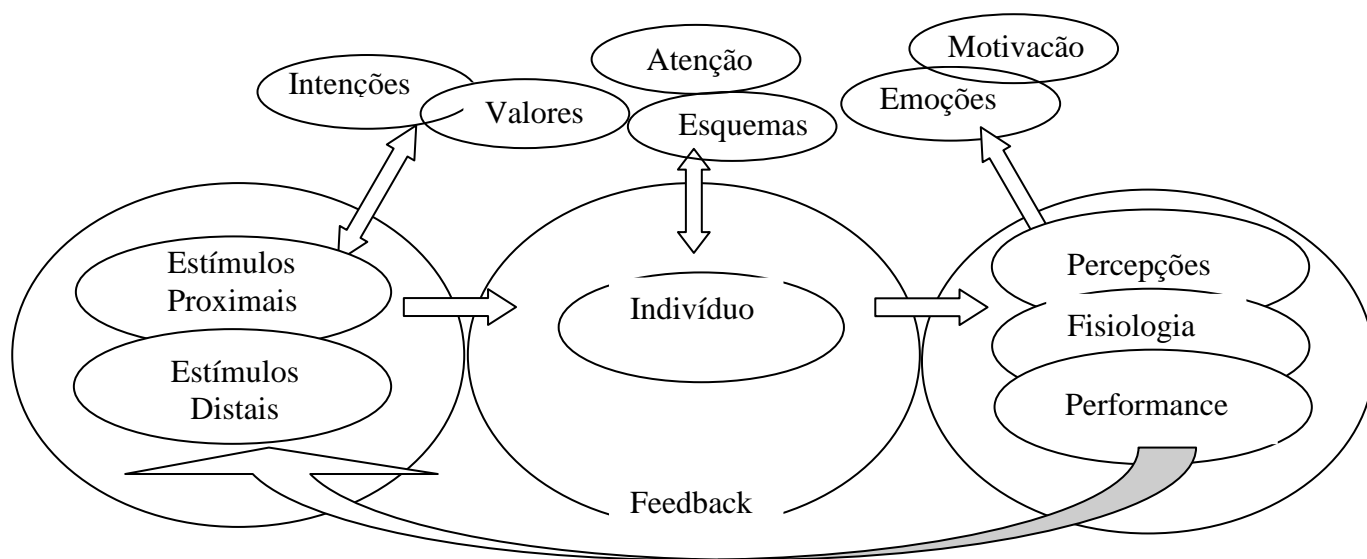 Motivacão
Atenção
Intenções
Emoções
Valores
Esquemas
Estímulos
Proximais
Percepções
Indivíduo
Fisiologia
Estímulos
Distais
Performance
Feedback